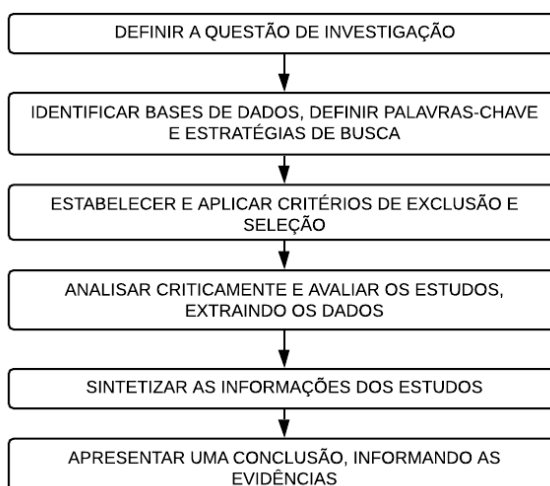 DEFINIR A QUESTÃO DE INVESTIGAÇÃO
IDENTIFICAR BASES DE DADOS, DEFINIR PALAVRAS-CHAVE
E ESTRATÉGIAS DE BUSCA
ESTABELECER E APLICAR CRITÉRIOS DE EXCLUSÃO E
SELEÇÃO
ANALISAR CRITICAMENTE E AVALIAR OS ESTUDOS,
EXTRAINDO OS DADOS
SINTETIZAR AS INFORMAÇÕES DOS ESTUDOS
APRESENTAR UMA CONCLUSÃO, INFORMANDO AS
EVIDÊNCIAS